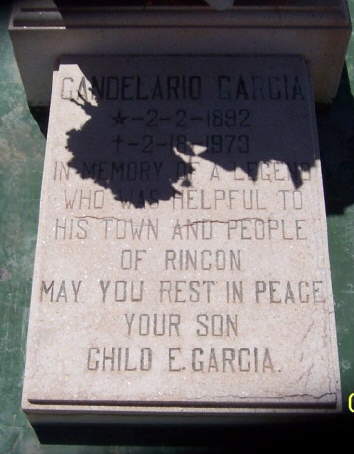 CANDELARIO GARCIA
☆-2-2-1892
†-2-18-1973
IN MEMORY OF A LEGEND
WHO WAS HELPFUL TO
HIS TOWN AND PEOPLE
OF RINCON
MAY YOU REST IN PEACE
YOUR SON
CHILO E. GARCIA.